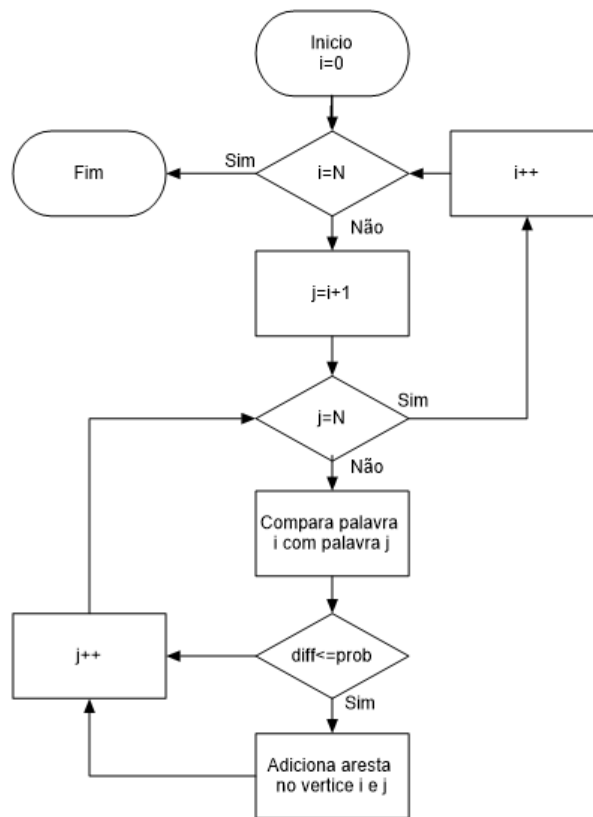 Inicio
i=0
Sim
Fim
i=N
i++
Não
j=i+1
Sim
j=N
Não
Compara palavra
i com palavra j
j++
diff<=prob
Sim
Adiciona aresta
no vertice i e j